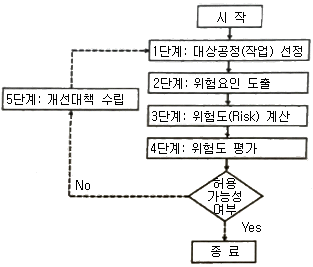 시 작
1단계: 대상공정(작업) 선정
2단계: 위험요인 도출
5단계: 개선대책 수립
3단계: 위험도(Risk) 계산
4단계: 위험도 평가
허용
가능성
여부
No
Yes
종 료